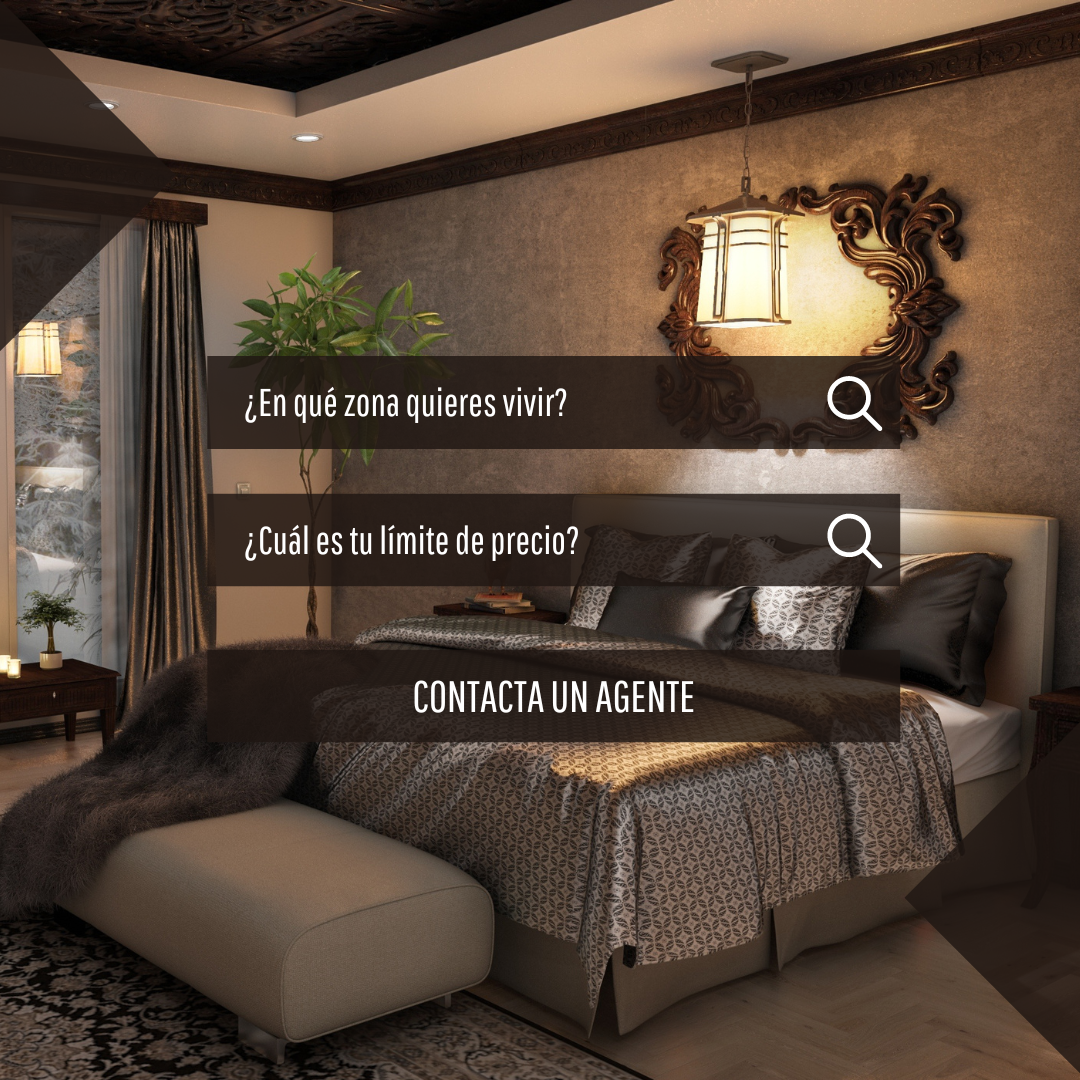 ¿En qué zona quieres vivir?
¿Cuál es tu límite de precio?
CONTACTA UN AGENTE